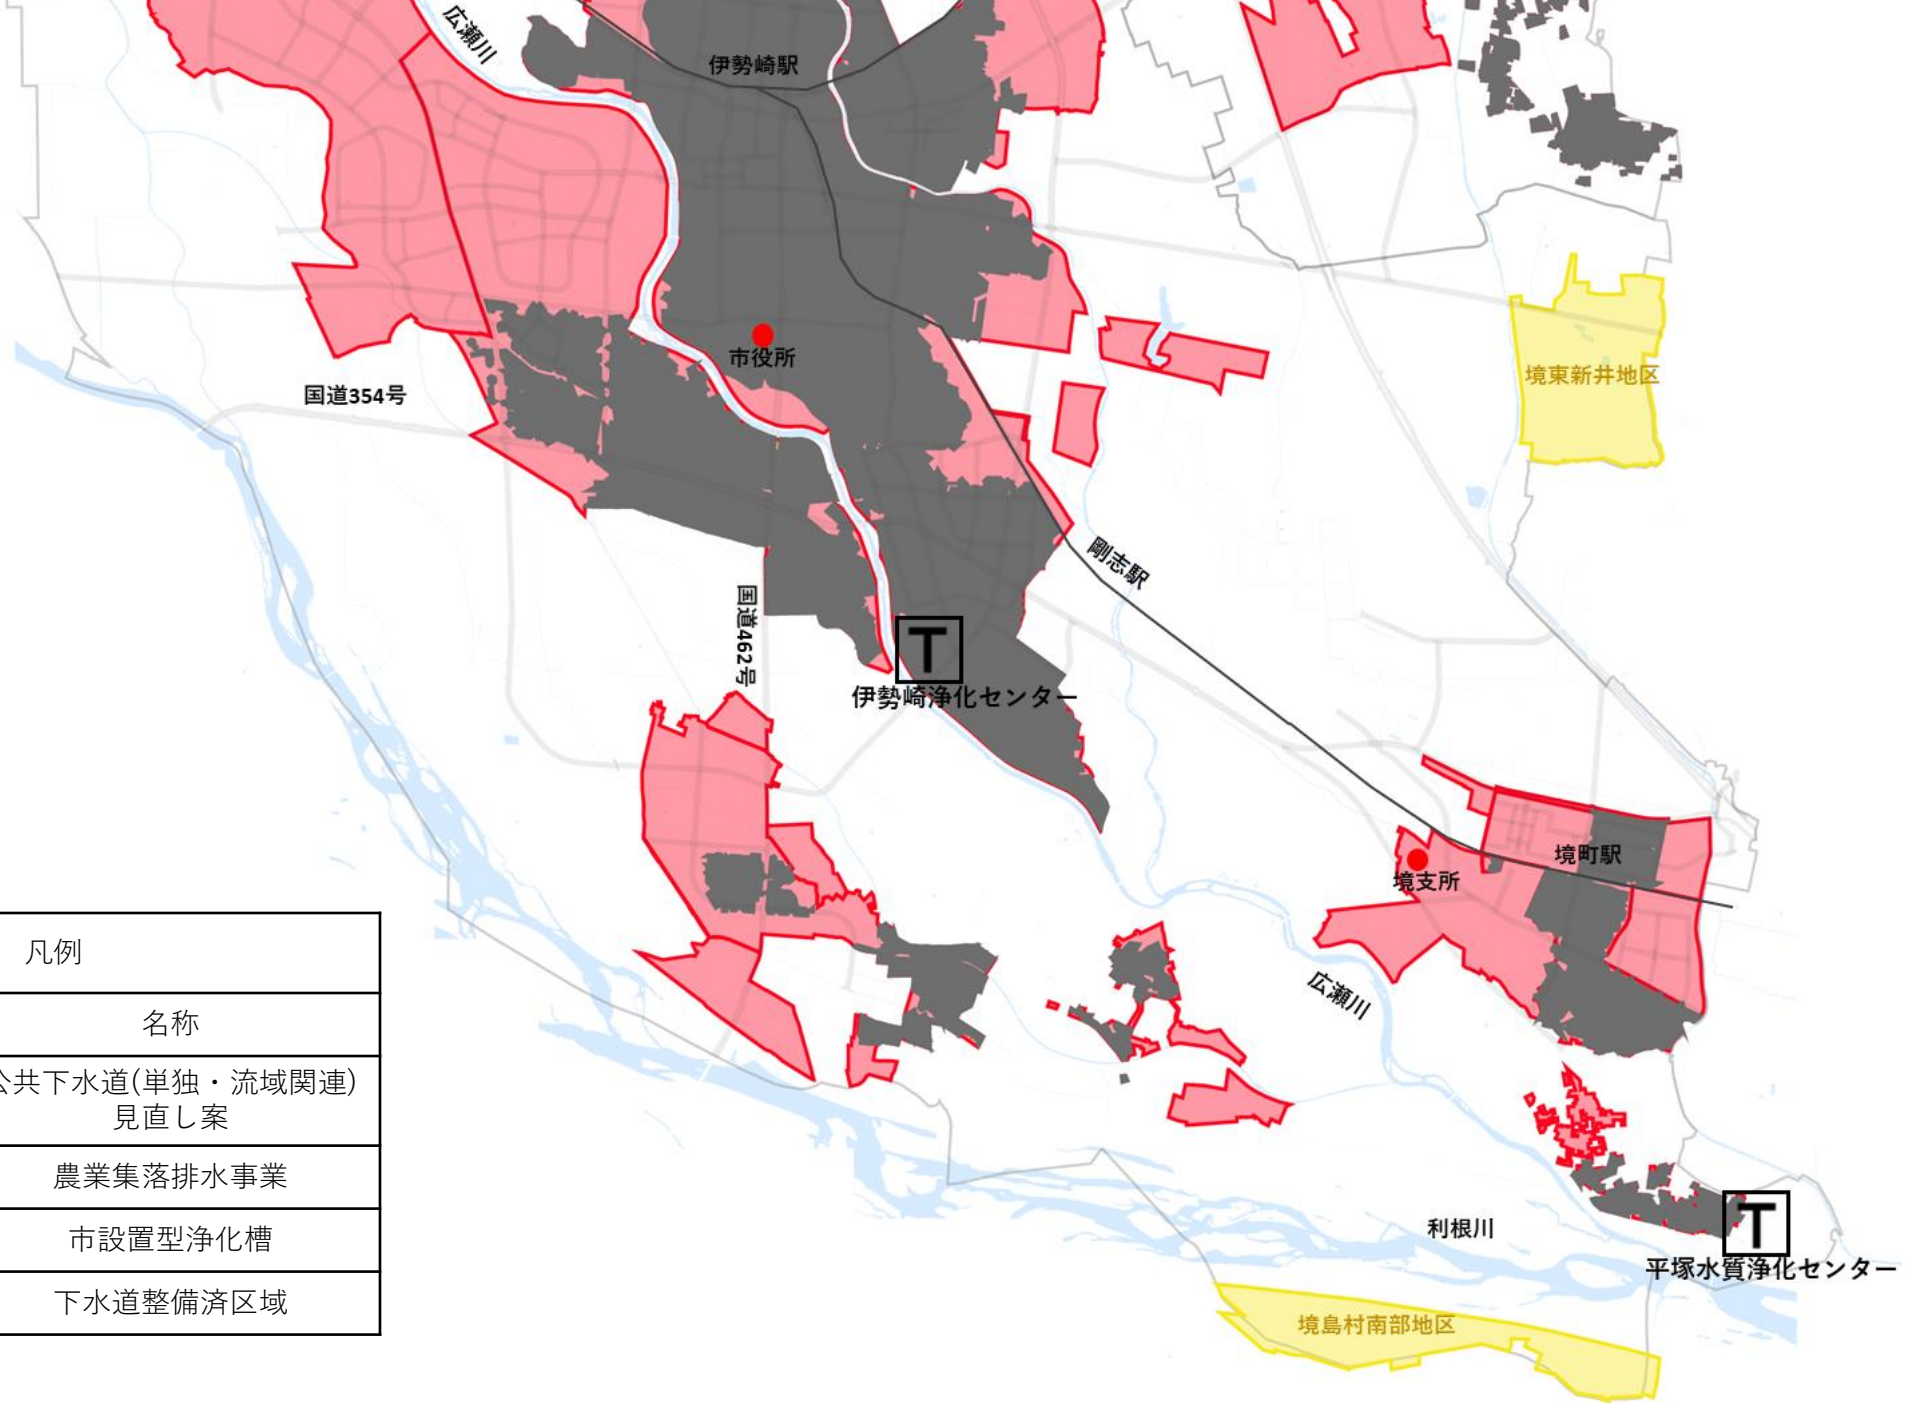 広瀬川
伊勢崎駅
市役所
国道354号
境東新井地区
剛志駅
国道462号
T
伊勢崎浄化センター
境町駅
境支所
凡例
名称
公共下水道(単独・流域関連)
見直し案
農業集落排水事業
市設置型浄化槽
下水道整備済区域
広瀬川
利根川
T
平塚水質浄化センター
境島村南部地区